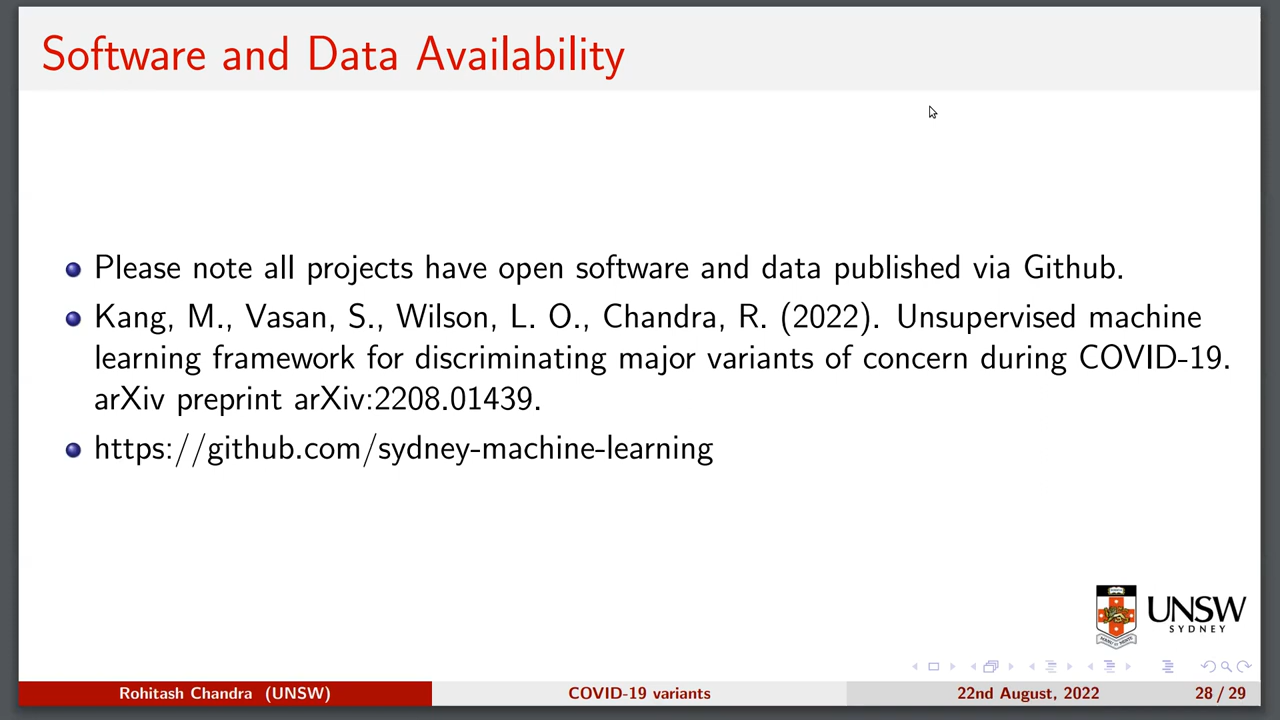 Software and Data Availability
Please note all projects have open software and data published via Github.
Kang, M., Vasan, S., Wilson, L. O., Chandra, R. (2022). Unsupervised machine
learning framework for discriminating major variants of concern during COVID-19.
arXiv preprint arXiv:2208.01439.
https://github.com/sydney-machine-learning
UNSW
SYDNEY
Rohitash Chandra (UNSW) COVID-19 variants 22nd August, 2022 28 / 29